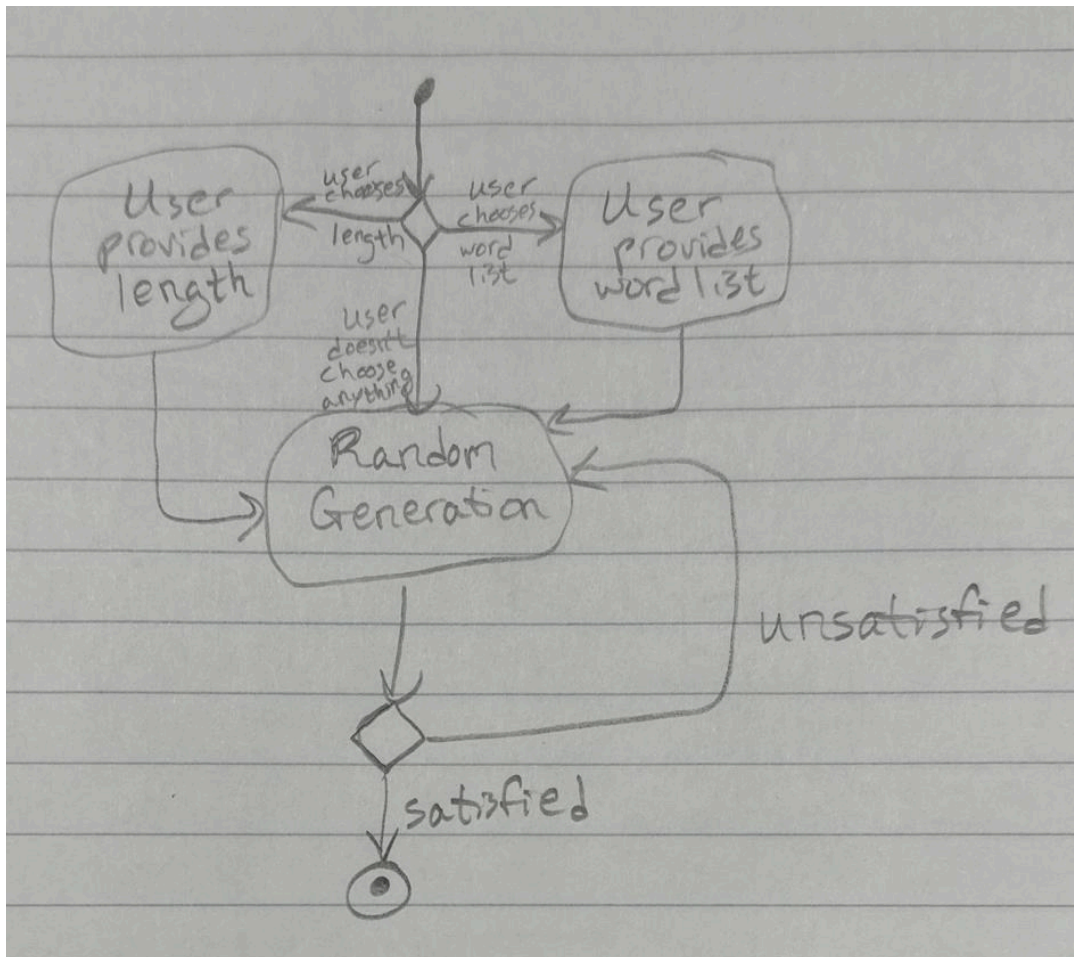 User
provides
length
user
chooses
length
user
chooses
word
list
User
provides
word list
user
doesn't
choose
anything
Random
Generation
unsatisfied
satisfied